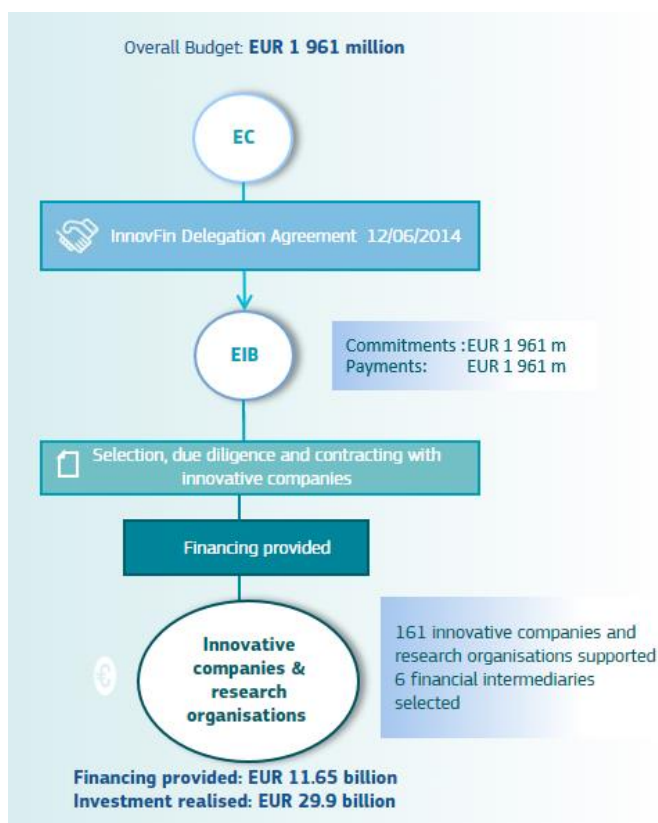 Overall Budget: EUR 1 961 million
EC
InnovFin Delegation Agreement 12/06/2014
EIB
Commitments : EUR 1 961 m
Payments: EUR 1 961 m
Selection, due diligence and contracting with
innovative companies
Financing provided
Innovative
companies &
research
organisations
€
161 innovative companies and
research organisations supported
6 financial intermediaries
selected
Financing provided: EUR 11.65 billion
Investment realised: EUR 29.9 billion